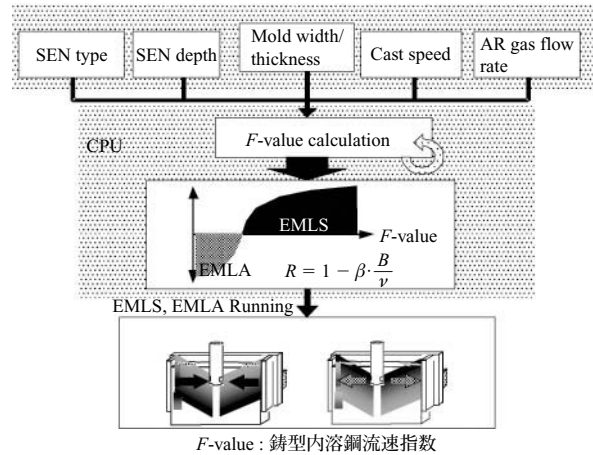 SEN type
SEN depth
Mold width/
thickness
Cast speed
AR gas flow
rate
CPU
F-value calculation
EMLS
F-value
EMLA
R = 1 − β·B/ν
EMLS, EMLA Running
F-value : 鋳型内溶鋼流速指数